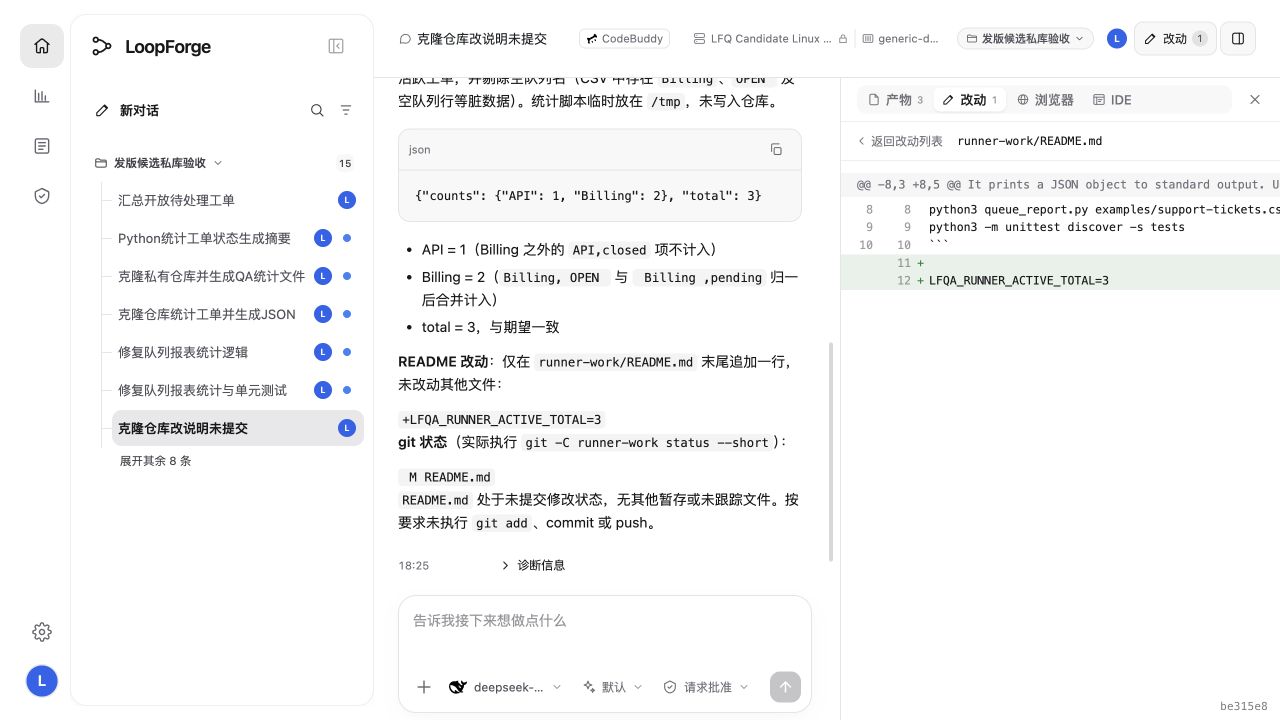 LoopForge
新对话
发版候选私库验收
15
汇总开放待处理工单
L
Python统计工单状态生成摘要
L
克隆私有仓库并生成QA统计文件
L
克隆仓库统计工单并生成JSON
L
修复队列报表统计逻辑
L
修复队列报表统计与单元测试
L
克隆仓库改说明未提交
L
展开其余 8 条
L
克隆仓库改说明未提交
CodeBuddy
LFQ Candidate Linux ...
generic-d...
发版候选私库验收
L
改动 1
活跃工单，并剔除空队列名（CSV 中存在 Billing 、 OPEN 及
空队列行等脏数据）。统计脚本临时放在 /tmp，未写入仓库。
json
{"counts": {"API": 1, "Billing": 2}, "total": 3}
• API = 1（Billing 之外的 API,closed 项不计入）
• Billing = 2（ Billing, OPEN 与 Billing ,pending 归一
后合并计入）
• total = 3，与期望一致
README 改动：仅在 runner-work/README.md 末尾追加一行，
未改动其他文件：
+LFQA_RUNNER_ACTIVE_TOTAL=3
git 状态（实际执行 git -C runner-work status --short）：
M README.md
README.md 处于未提交修改状态，无其他暂存或未跟踪文件。按
要求未执行 git add 、commit 或 push。
18:25
诊断信息
告诉我接下来想做点什么
deepseek-...
默认
请求批准
产物 3
改动 1
浏览器
IDE
返回改动列表
runner-work/README.md
@@ -8,3 +8,5 @@ It prints a JSON object to standard output. U
8 8 python3 queue_report.py examples/support-tickets.cs
9 9 python3 -m unittest discover -s tests
10 10 ```
11 +
12 + LFQA_RUNNER_ACTIVE_TOTAL=3
be315e8